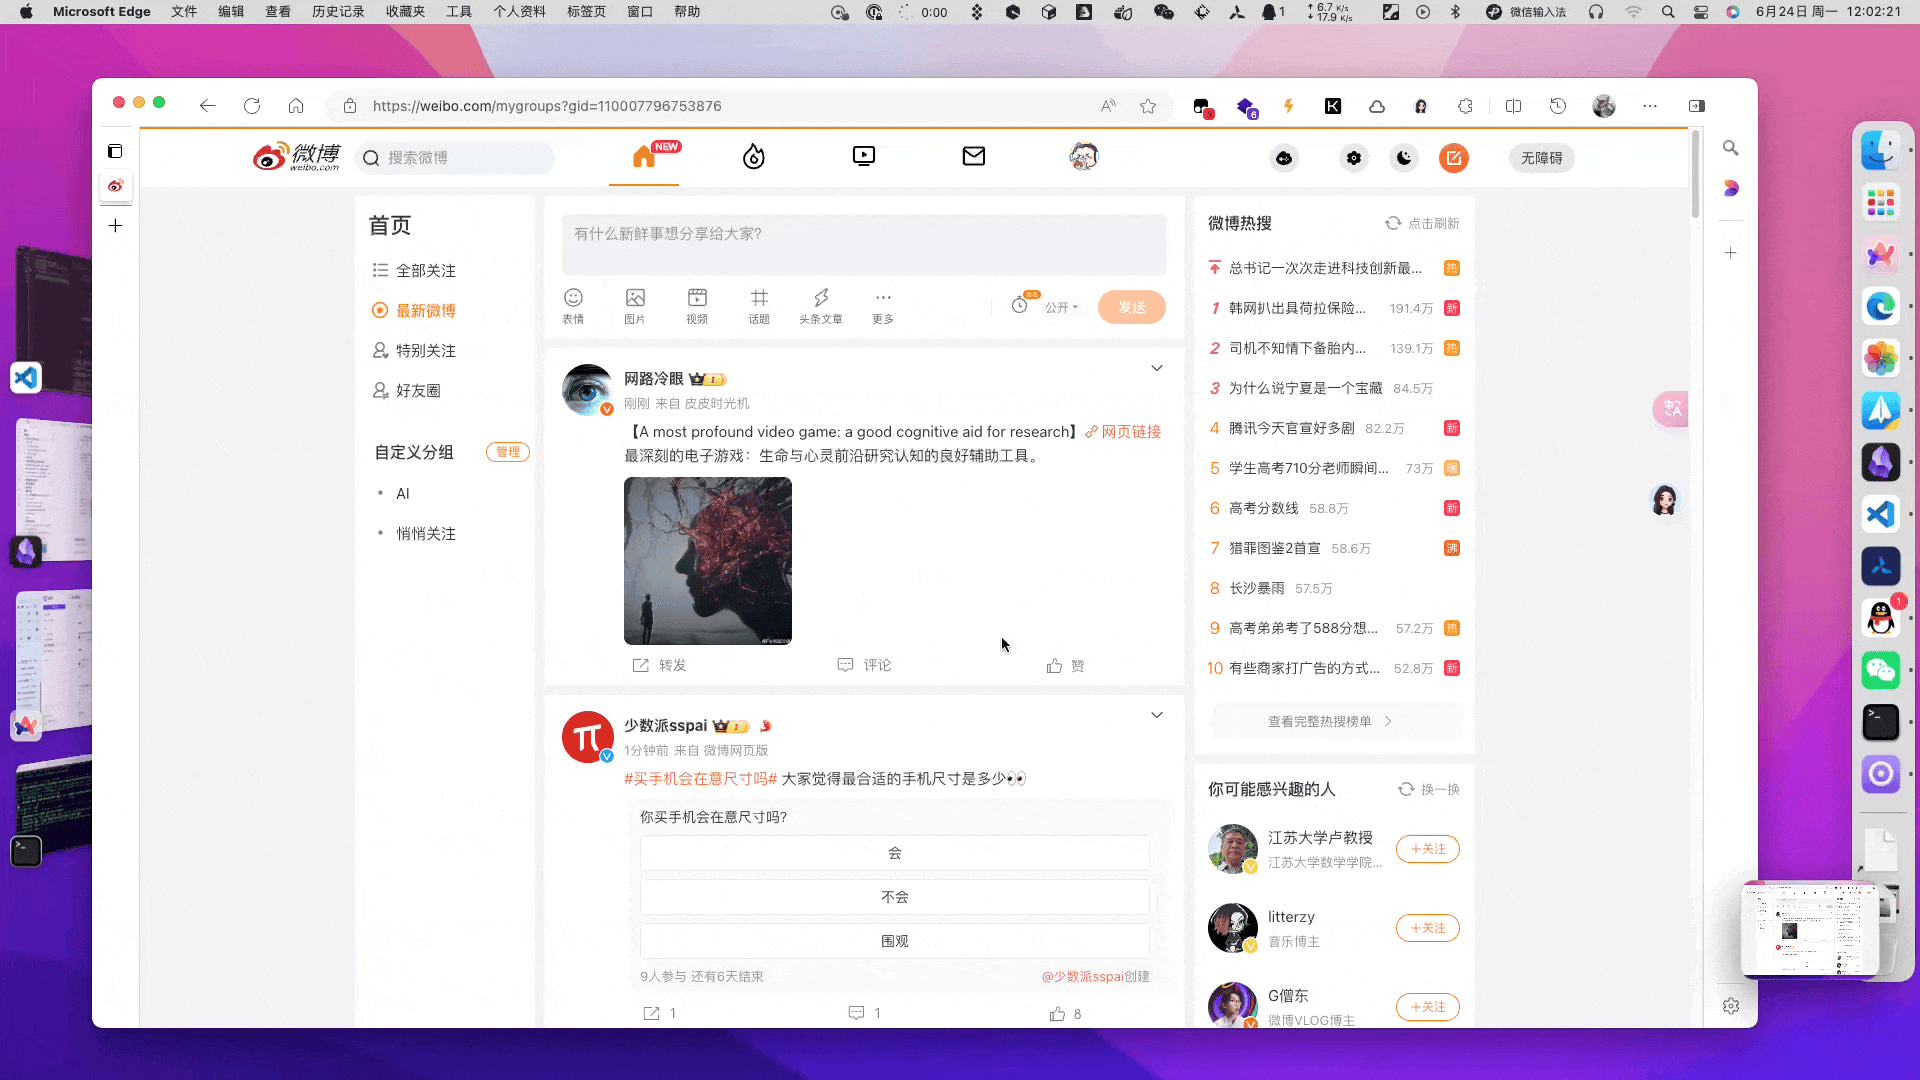 Microsoft Edge 文件 编辑 查看 历史记录 收藏夹 工具 个人资料 标签页 窗口 帮助
0:00
1
6.7 K/s
17.9 K/s
微信输入法
6月24日 周一 12:02:21
https://weibo.com/mygroups?gid=110007796753876
6
微博
weibo.com
搜索微博
NEW
无障碍
首页
全部关注
最新微博
特别关注
好友圈
自定义分组
管理
AI
悄悄关注
有什么新鲜事想分享给大家?
表情
图片
视频
话题
头条文章
更多
公开
发送
网路冷眼
1
刚刚 来自 皮皮时光机
【A most profound video game: a good cognitive aid for research】 网页链接
最深刻的电子游戏：生命与心灵前沿研究认知的良好辅助工具。
转发
评论
赞
少数派sspai
1
1分钟前 来自 微博网页版
#买手机会在意尺寸吗# 大家觉得最合适的手机尺寸是多少
你买手机会在意尺寸吗?
会
不会
围观
9人参与 还有6天结束
@少数派sspai创建
1
1
8
微博热搜
点击刷新
总书记一次次走进科技创新最... 热
1 韩网扒出具荷拉保险... 191.4万 新
2 司机不知情下备胎内... 139.1万 热
3 为什么说宁夏是一个宝藏 84.5万
4 腾讯今天官宣好多剧 82.2万 新
5 学生高考710分老师瞬间... 73万 暖
6 高考分数线 58.8万 新
7 猎罪图鉴2首宣 58.6万 沸
8 长沙暴雨 57.5万
9 高考弟弟考了588分想... 57.2万 热
10 有些商家打广告的方式... 52.8万 新
查看完整热搜榜单
你可能感兴趣的人
换一换
江苏大学卢教授
江苏大学数学学院...
+关注
litterzy
音乐博主
+关注
G僧东
微博VLOG博主
+关注
1